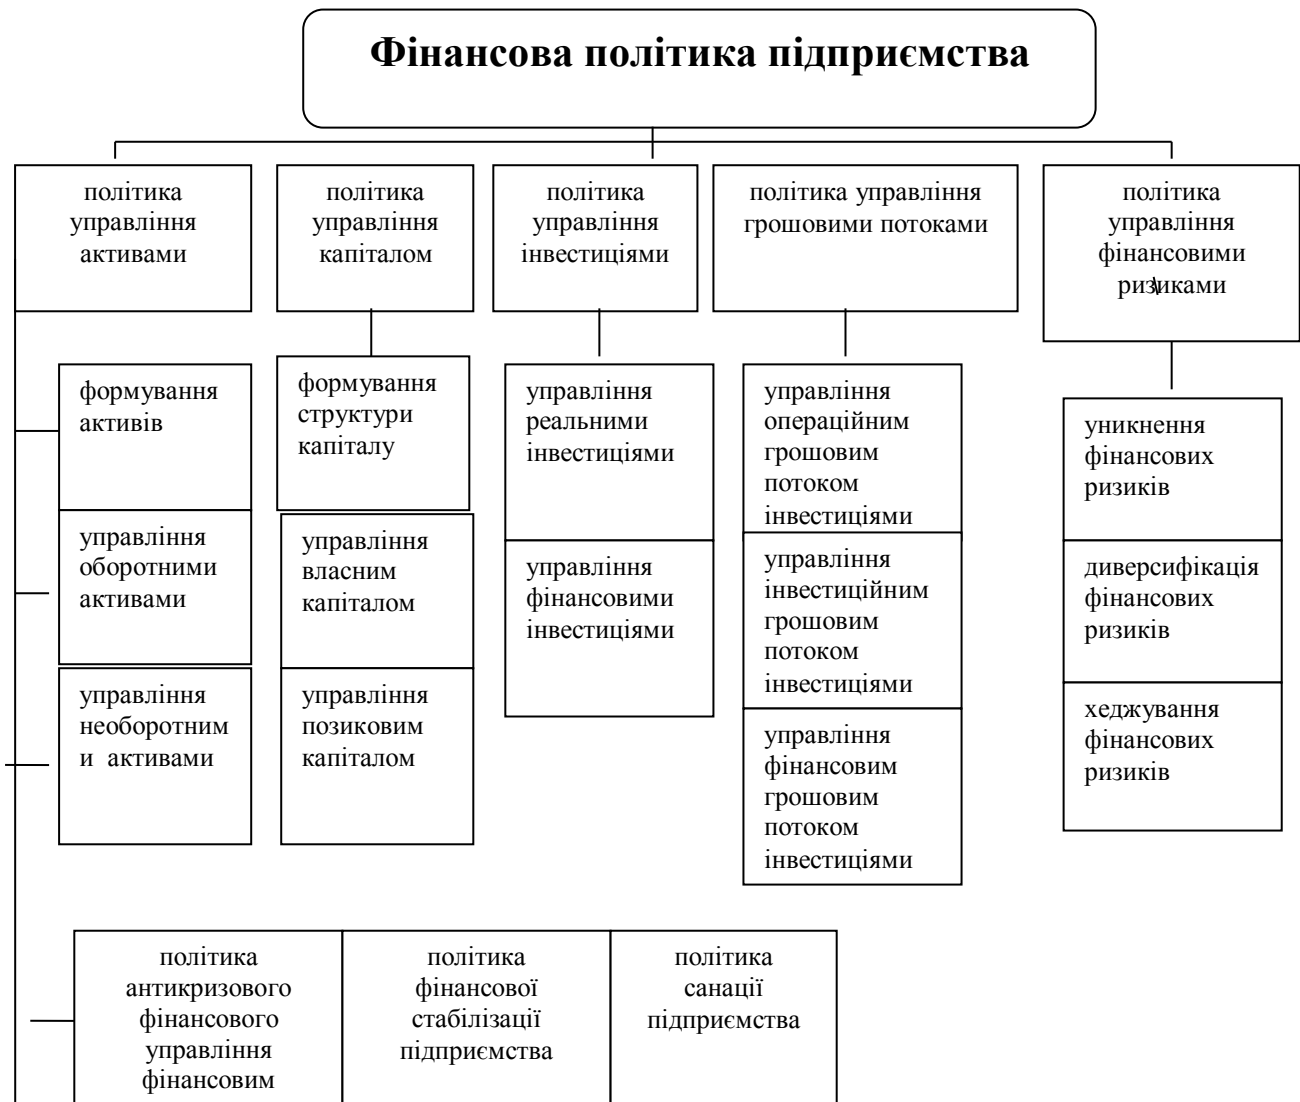 Фінансова політика підприємства
політика
управління
активами
політика
управління
капіталом
політика
управління
інвестиціями
політика управління
грошовими потоками
політика
управління
фінансовими
ризиками
формування
активів
управління
оборотними
активами
управління
необоротним
и  активами
формування
структури
капіталу
управління
власним
капіталом
управління
позиковим
капіталом
управління
реальними
інвестиціями
управління
фінансовими
інвестиціями
управління
операційним
грошовим
потоком
інвестиціями
управління
інвестиційним
грошовим
потоком
інвестиціями
управління
фінансовим
грошовим
потоком
інвестиціями
уникнення
фінансових
ризиків
диверсифікація
фінансових
ризиків
хеджування
фінансових
ризиків
політика
антикризового
фінансового
управління
фінансовим
політика
фінансової
стабілізації
підприємства
політика
санації
підприємства